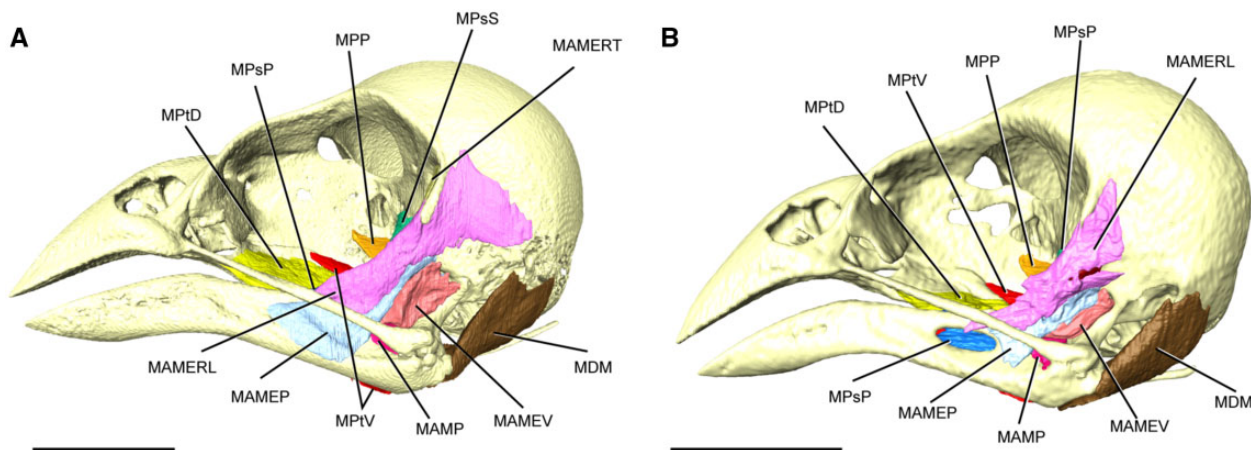 A
MPsS
MPP
MAMERT
MPsP
MPtD
MAMERL
MAMEP
MPtV
MAMP
MAMEV
MDM
B
MPsP
MPP
MAMERL
MPtV
MPtD
MPsP
MAMEP
MAMP
MAMEV
MDM